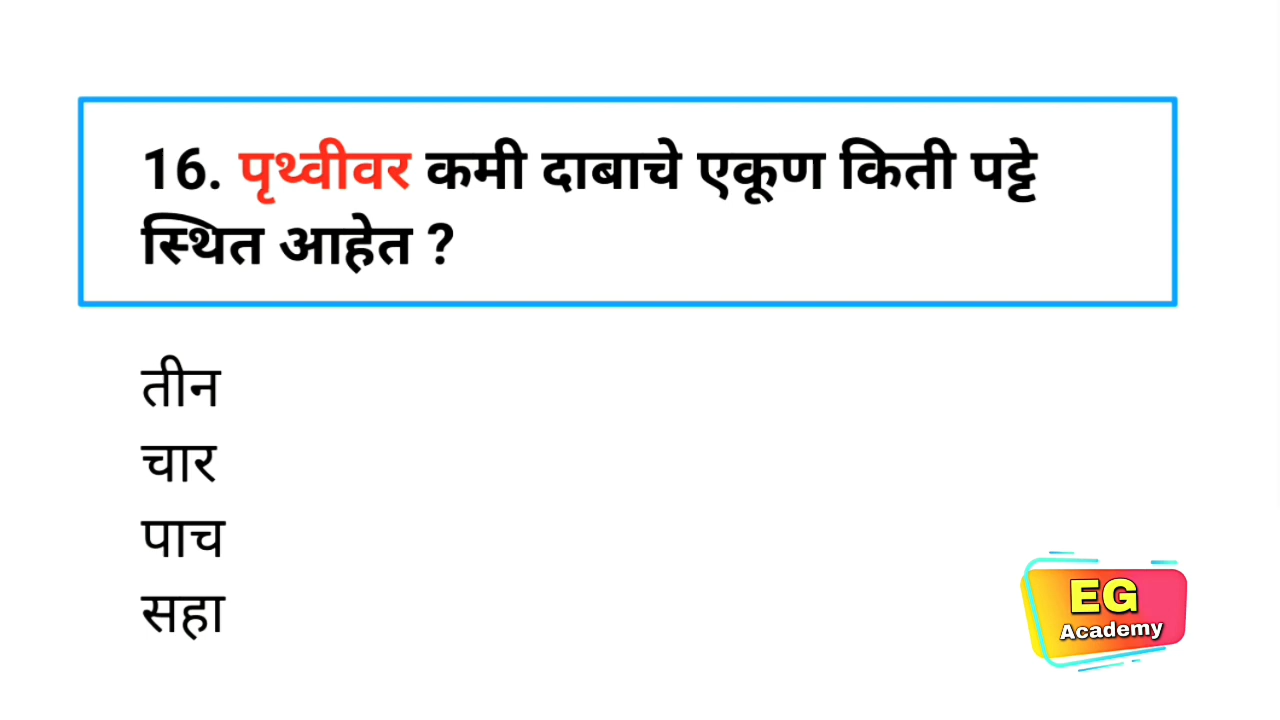 16. पृथ्वीवर कमी दाबाचे एकूण किती पट्टे
स्थित आहेत ?
तीन
चार
पाच
सहा
EG
Academy